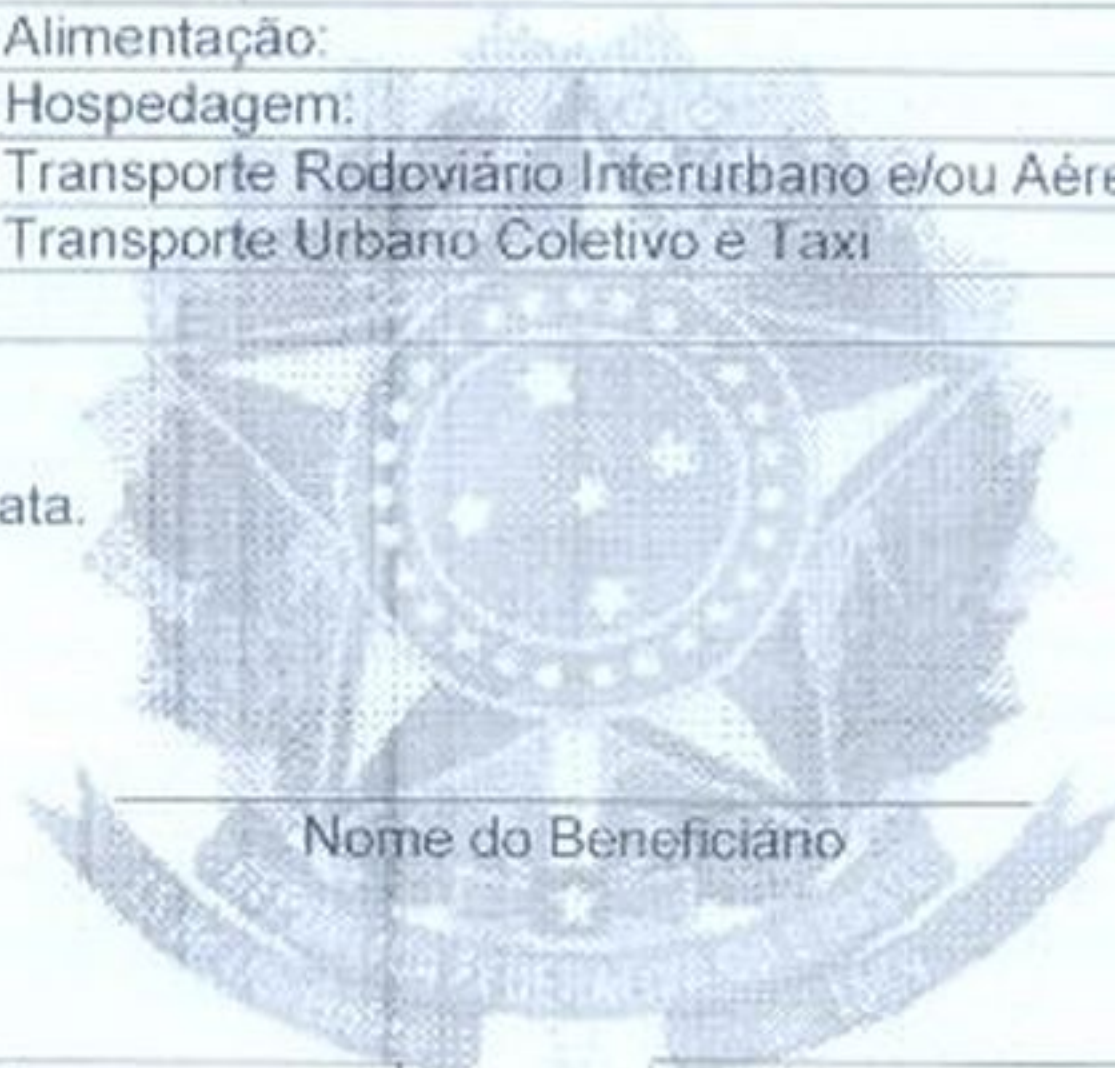 Alimentação:
Hospedagem:
Transporte Rodoviário Interurbano e/ou Aére
Transporte Urbano Coletivo e Taxi
ata.
Nome do Beneficiário